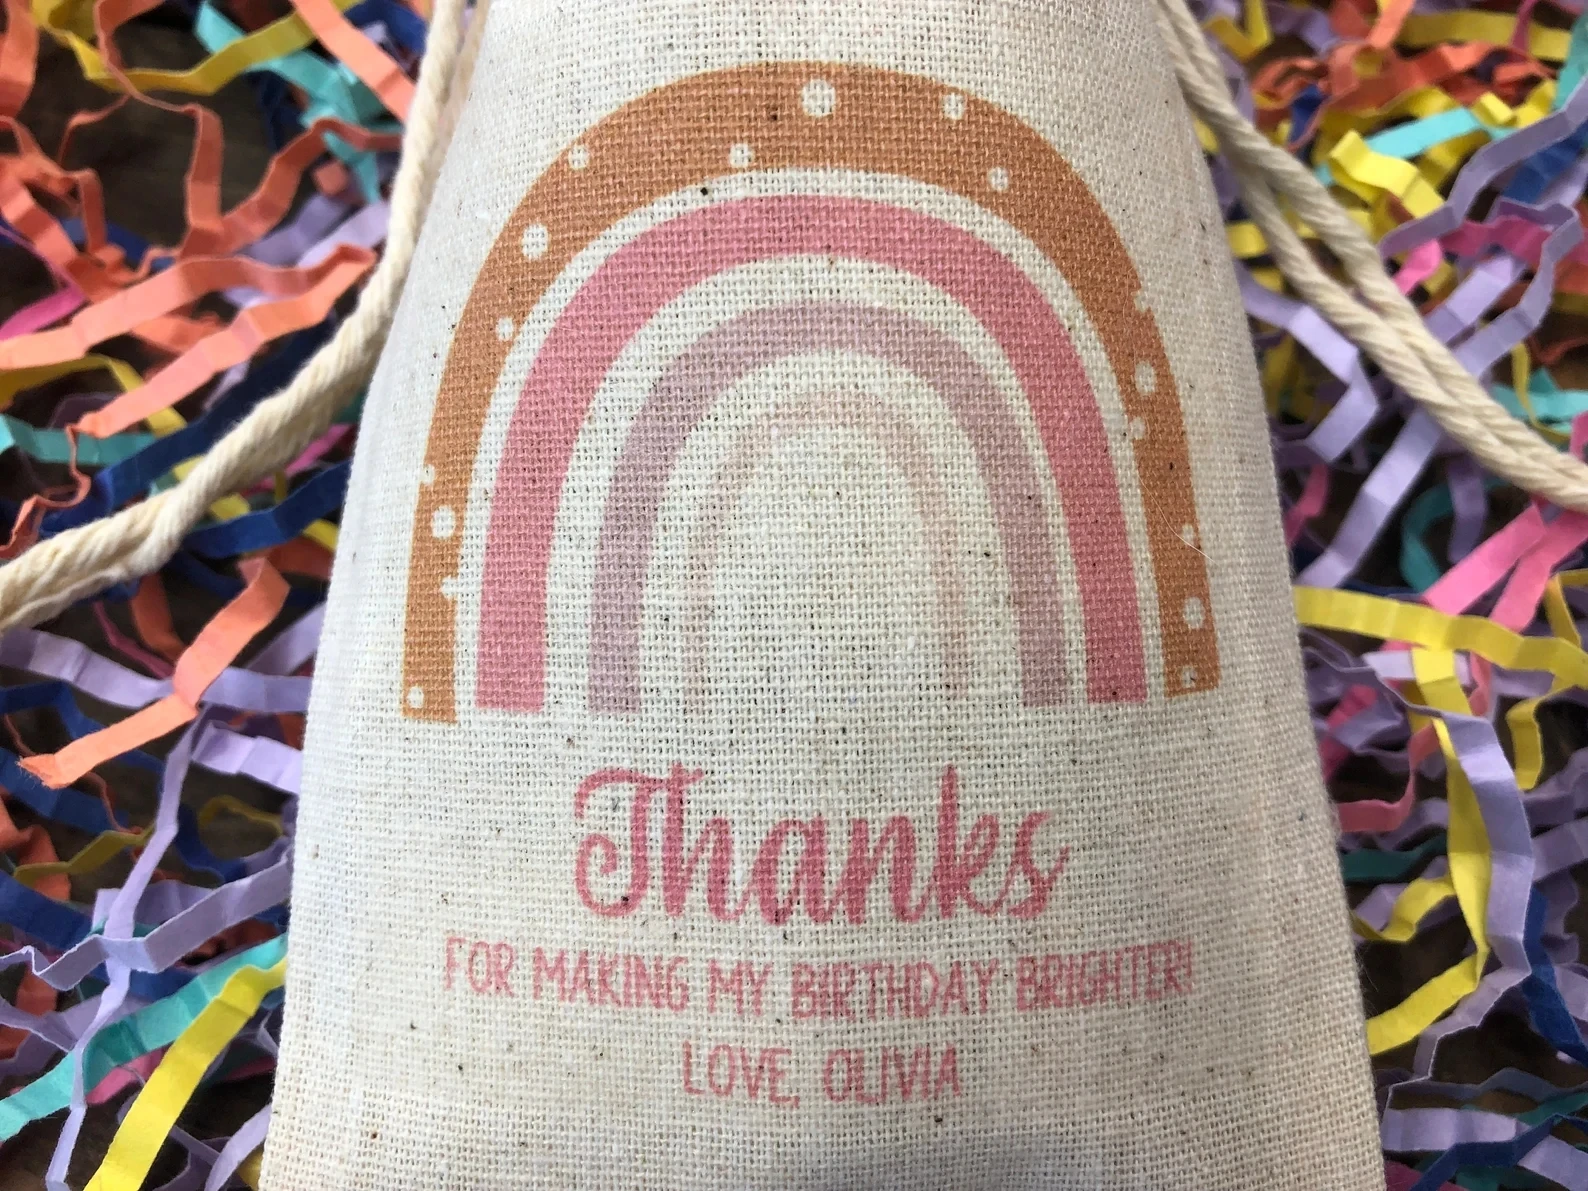 Thanks
FOR MAKING MY BIRTHDAY BRIGHTER!
LOVE, OLIVIA